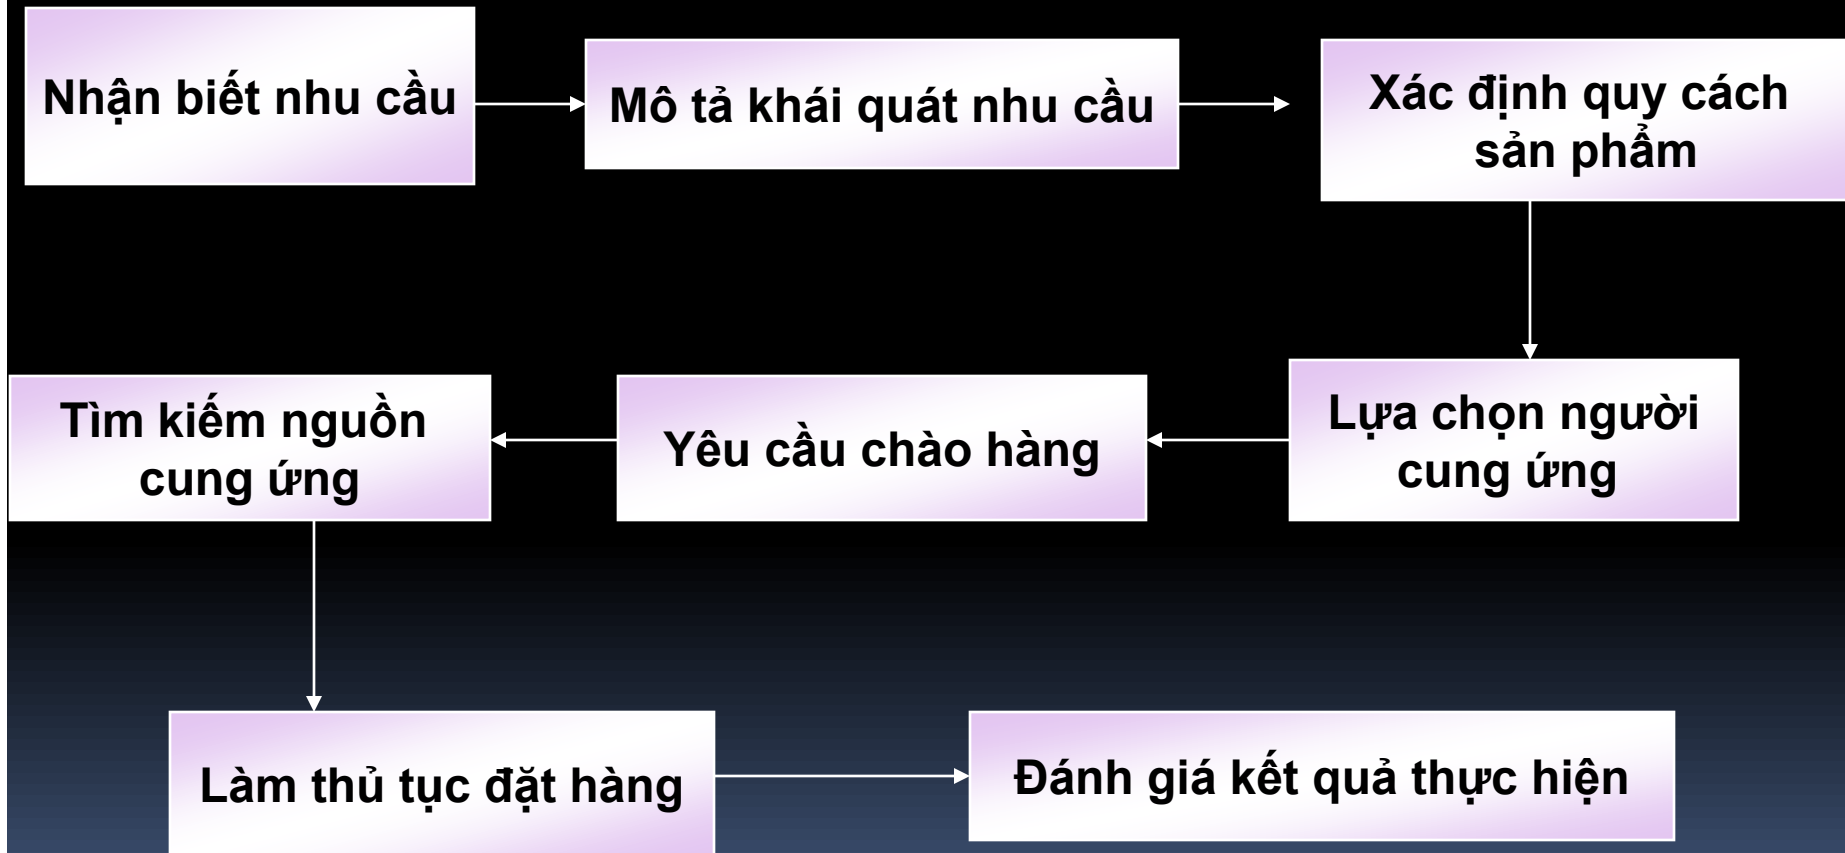 Nhận biết nhu cầu
Mô tả khái quát nhu cầu
Xác định quy cách
sản phẩm
Tìm kiếm nguồn
cung ứng
Yêu cầu chào hàng
Lựa chọn người
cung ứng
Làm thủ tục đặt hàng
Đánh giá kết quả thực hiện